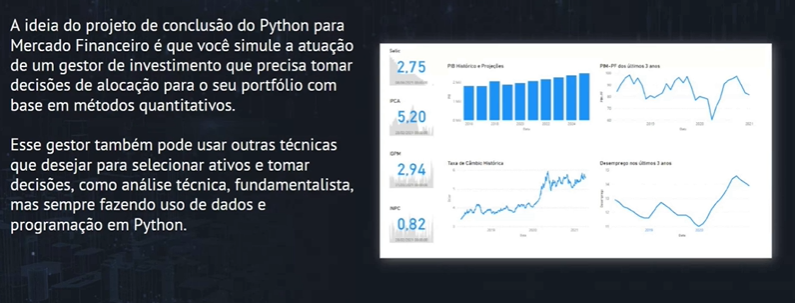 A ideia do projeto de conclusão do Python para
Mercado Financeiro é que você simule a atuação
de um gestor de investimento que precisa tomar
decisões de alocação para o seu portfólio com
base em métodos quantitativos.
Esse gestor também pode usar outras técnicas
que desejar para selecionar ativos e tomar
decisões, como análise técnica, fundamentalista,
mas sempre fazendo uso de dados e
programação em Python.
Selic
2,75
IPCA
5,20
IGPM
2,94
INPC
0,82
PIB Histórico e Projeções
PIM-PF dos últimos 3 anos
Taxa de Câmbio Histórico
Desemprego nos últimos 3 anos